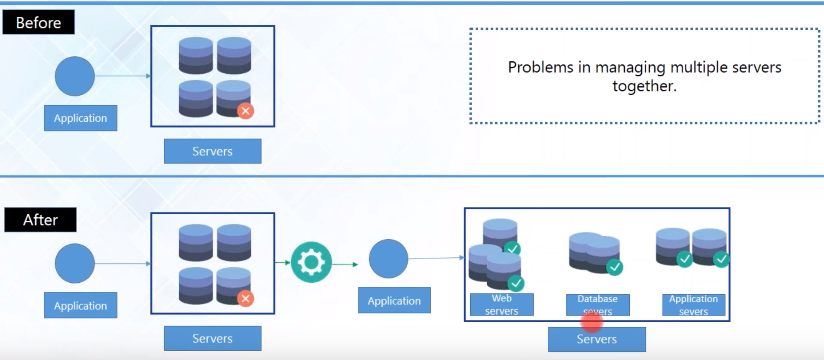 Before
Problems in managing multiple servers
together.
Application
Servers
After
Application
Application
Web
servers
Database
severs
Application
severs
Servers
Servers